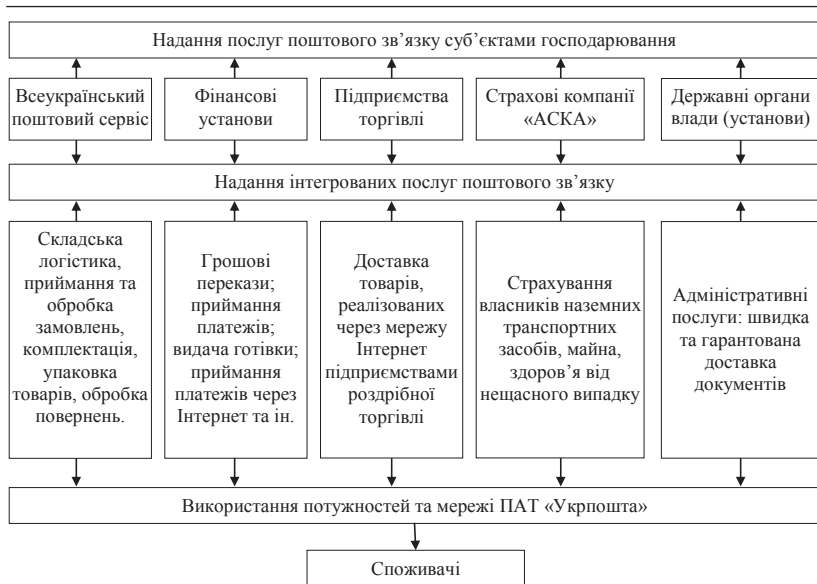 Надання послуг поштового зв’язку суб’єктами господарювання
Всеукраїнський
поштовий сервіс
Фінансові
установи
Підприємства
торгівлі
Страхові компанії
«АСКА»
Державні органи
влади (установи)
Надання інтегрованих послуг поштового зв’язку
Складська
логістика,
приймання та
обробка
замовлень,
комплектація,
упаковка
товарів, обробка
повернень.
Грошові
перекази;
приймання
платежів;
видача готівки;
приймання
платежів через
Інтернет та ін.
Доставка
товарів,
реалізованих
через мережу
Інтернет
підприємствами
роздрібної
торгівлі
Страхування
власників наземних
транспортних
засобів, майна,
здоров’я від
нещасного випадку
Адміністративні
послуги: швидка
та гарантована
доставка
документів
Використання потужностей та мережі ПАТ «Укрпошта»
Споживачі